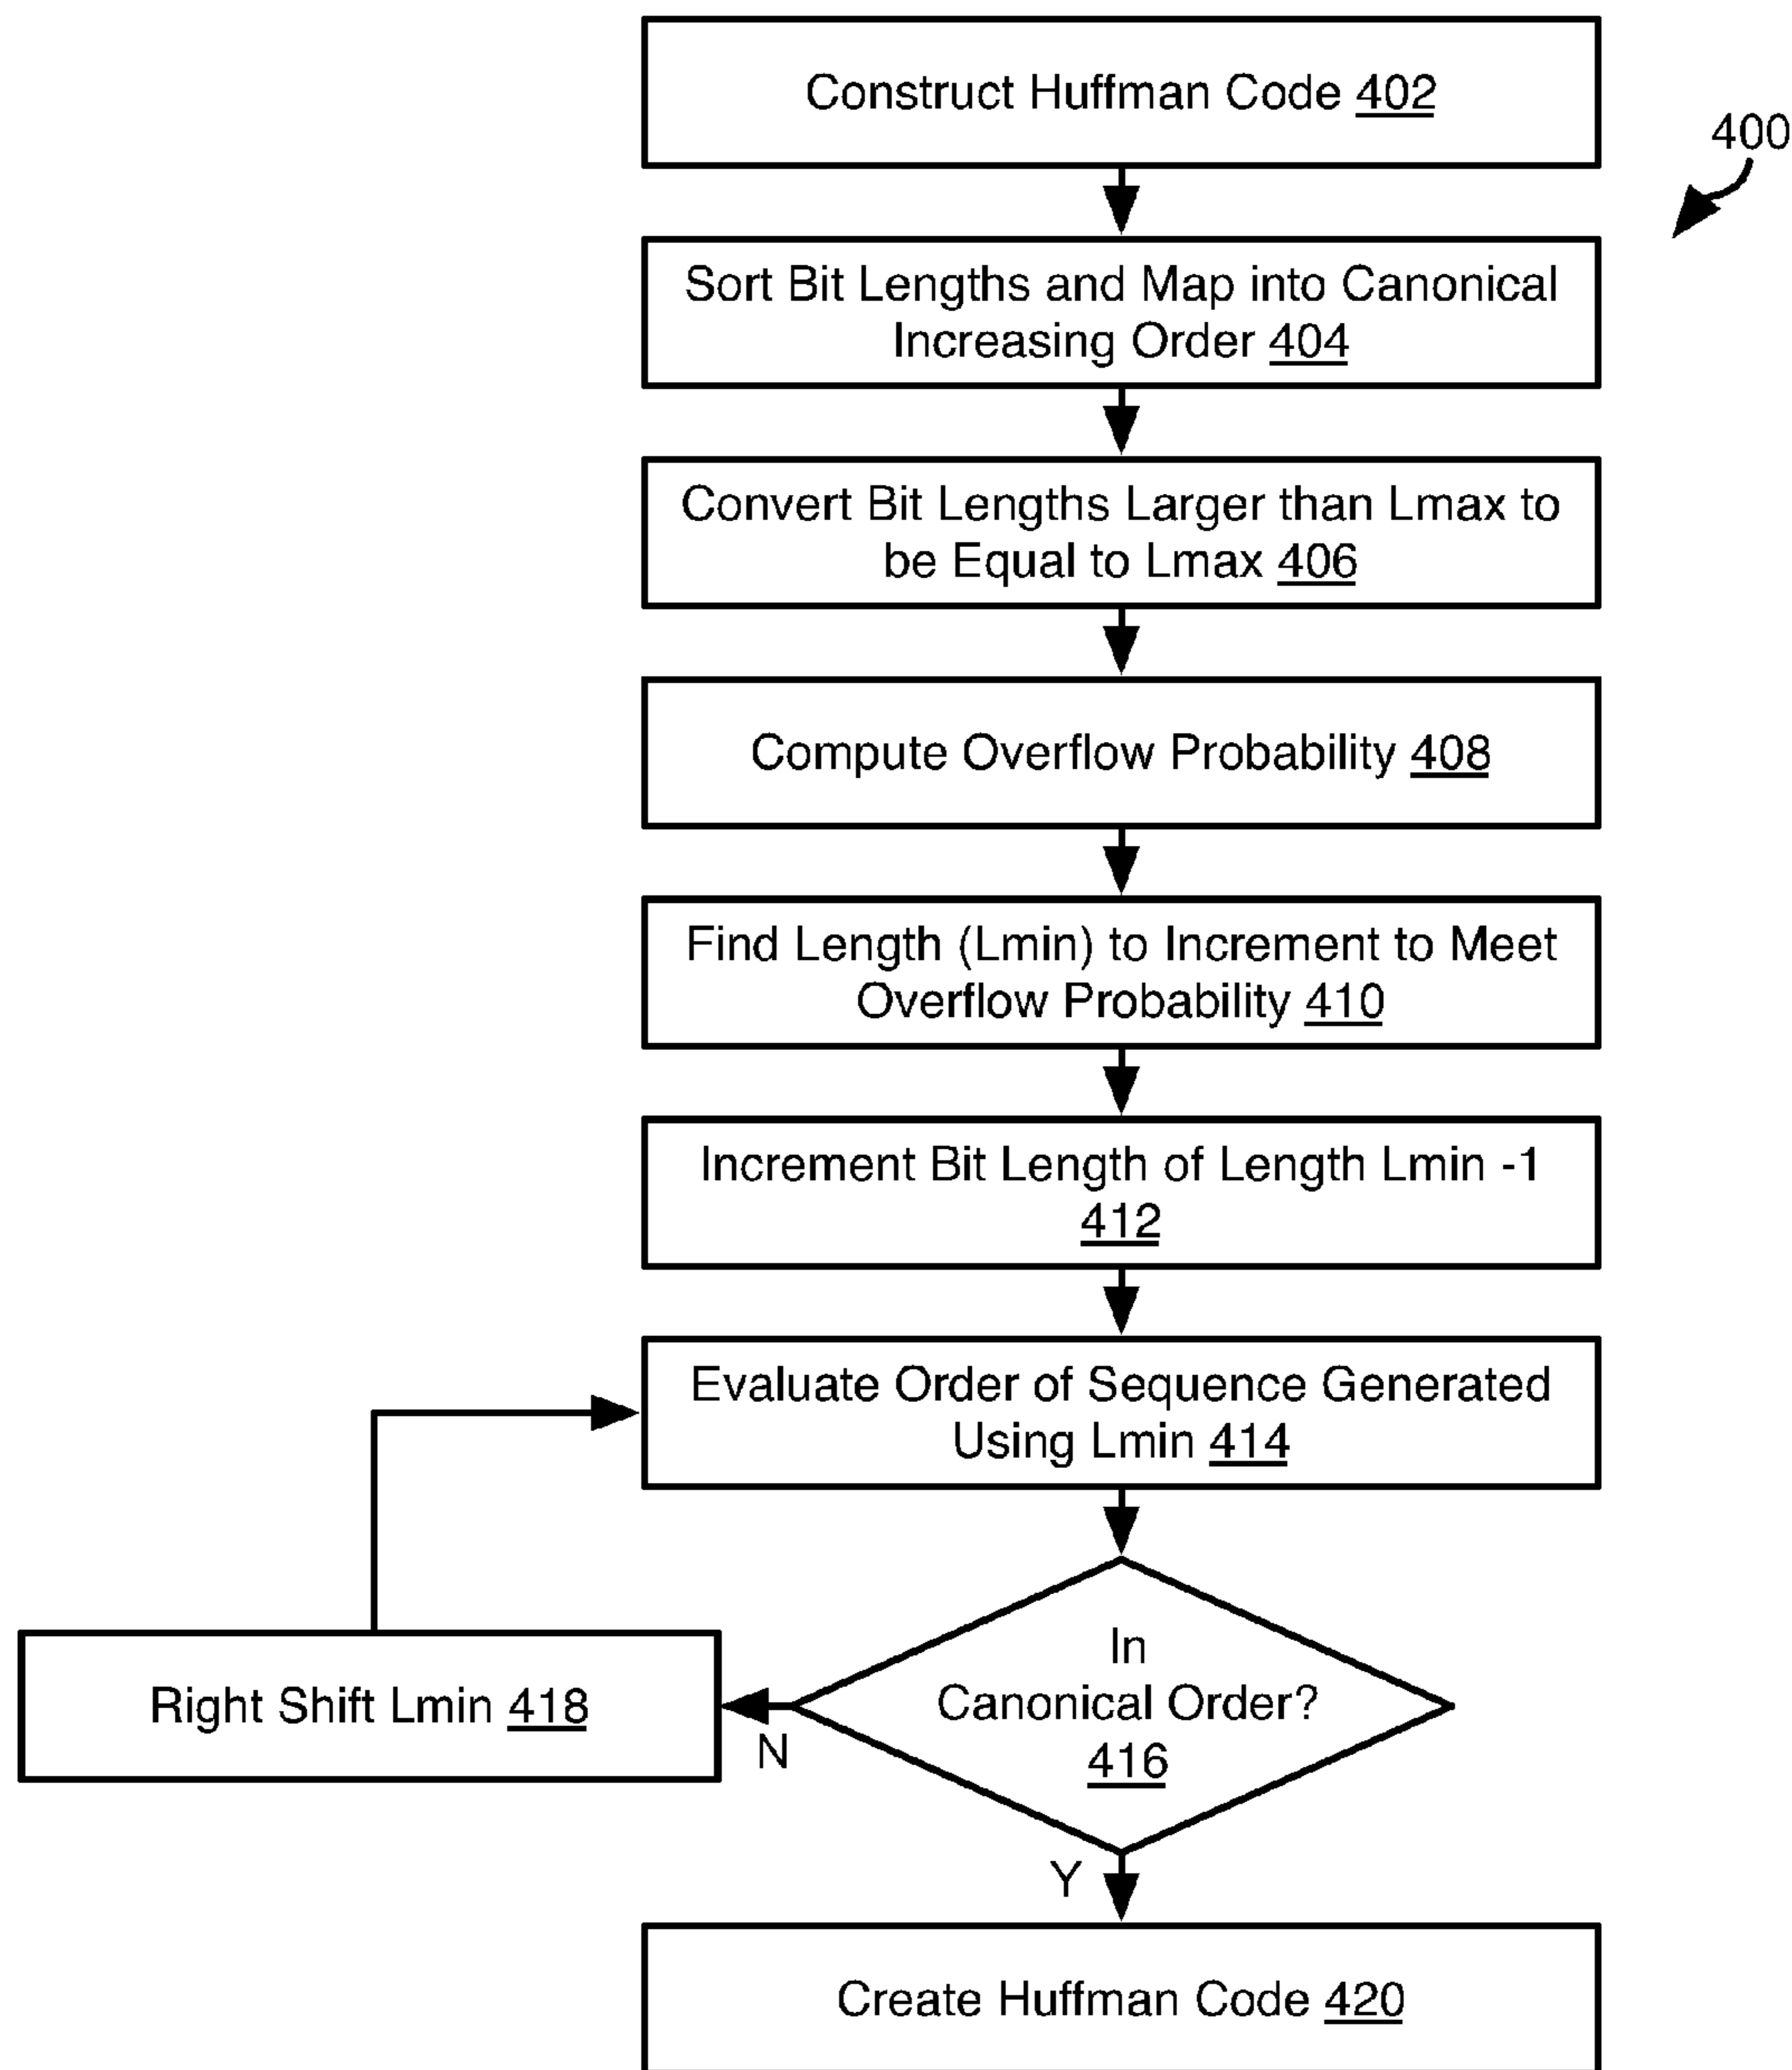 Construct Huffman Code 402
400
Sort Bit Lengths and Map into Canonical
Increasing Order 404
Convert Bit Lengths Larger than Lmax to
be Equal to Lmax 406
Compute Overflow Probability 408
Find Length (Lmin) to Increment to Meet
Overflow Probability 410
Increment Bit Length of Length Lmin -1
412
Evaluate Order of Sequence Generated
Using Lmin 414
In
Canonical Order?
416
N
Right Shift Lmin 418
Y
Create Huffman Code 420